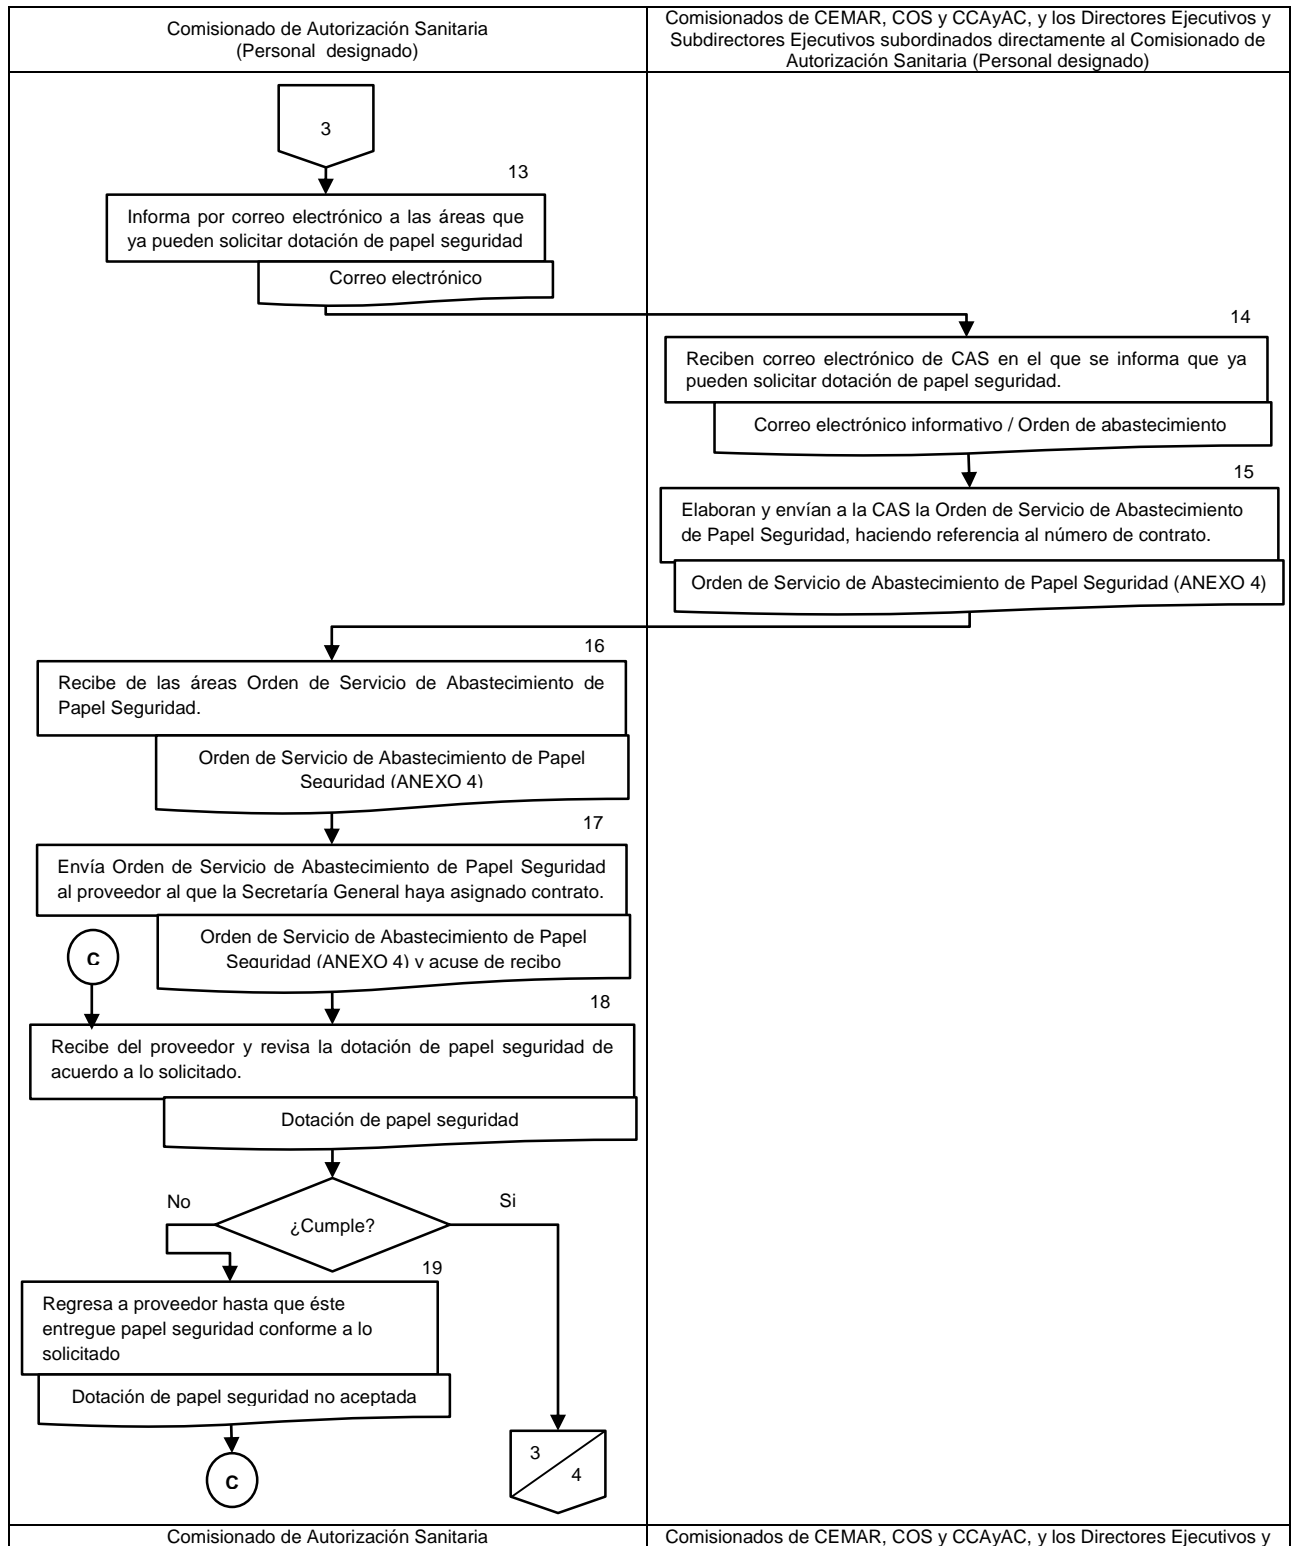 Comisionado de Autorización Sanitaria
(Personal designado)
Comisionados de CEMAR, COS y CCAyAC, y los Directores Ejecutivos y
Subdirectores Ejecutivos subordinados directamente al Comisionado de
Autorización Sanitaria (Personal designado)
3
13
Informa por correo electrónico a las áreas que
ya pueden solicitar dotación de papel seguridad
Correo electrónico
14
Reciben correo electrónico de CAS en el que se informa que ya
pueden solicitar dotación de papel seguridad.
Correo electrónico informativo / Orden de abastecimiento
15
Elaboran y envían a la CAS la Orden de Servicio de Abastecimiento
de Papel Seguridad, haciendo referencia al número de contrato.
Orden de Servicio de Abastecimiento de Papel Seguridad (ANEXO 4)
16
Recibe de las áreas Orden de Servicio de Abastecimiento de
Papel Seguridad.
Orden de Servicio de Abastecimiento de Papel
Seguridad (ANEXO 4)
17
Envía Orden de Servicio de Abastecimiento de Papel Seguridad
al proveedor al que la Secretaría General haya asignado contrato.
Orden de Servicio de Abastecimiento de Papel
Seguridad (ANEXO 4) y acuse de recibo
C
18
Recibe del proveedor y revisa la dotación de papel seguridad de
acuerdo a lo solicitado.
Dotación de papel seguridad
No
¿Cumple?
Si
19
Regresa a proveedor hasta que éste
entregue papel seguridad conforme a lo
solicitado
Dotación de papel seguridad no aceptada
C
3
4
Comisionado de Autorización Sanitaria
Comisionados de CEMAR, COS y CCAyAC, y los Directores Ejecutivos y